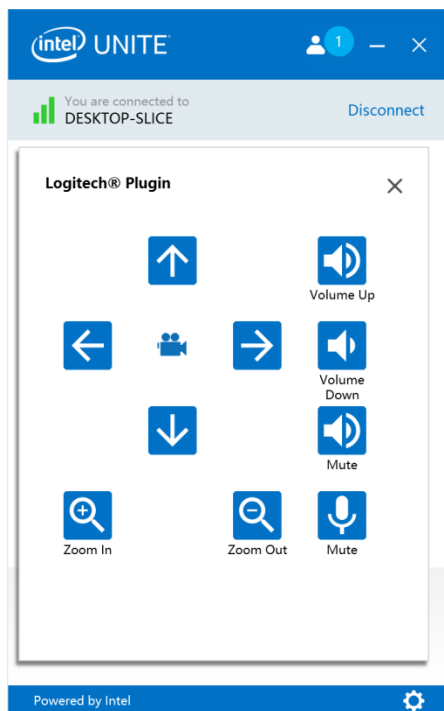 intel UNITE
1
You are connected to
DESKTOP-SLICE
Disconnect
Logitech® Plugin
Volume Up
Volume
Down
Mute
Zoom In
Zoom Out
Mute
Powered by Intel